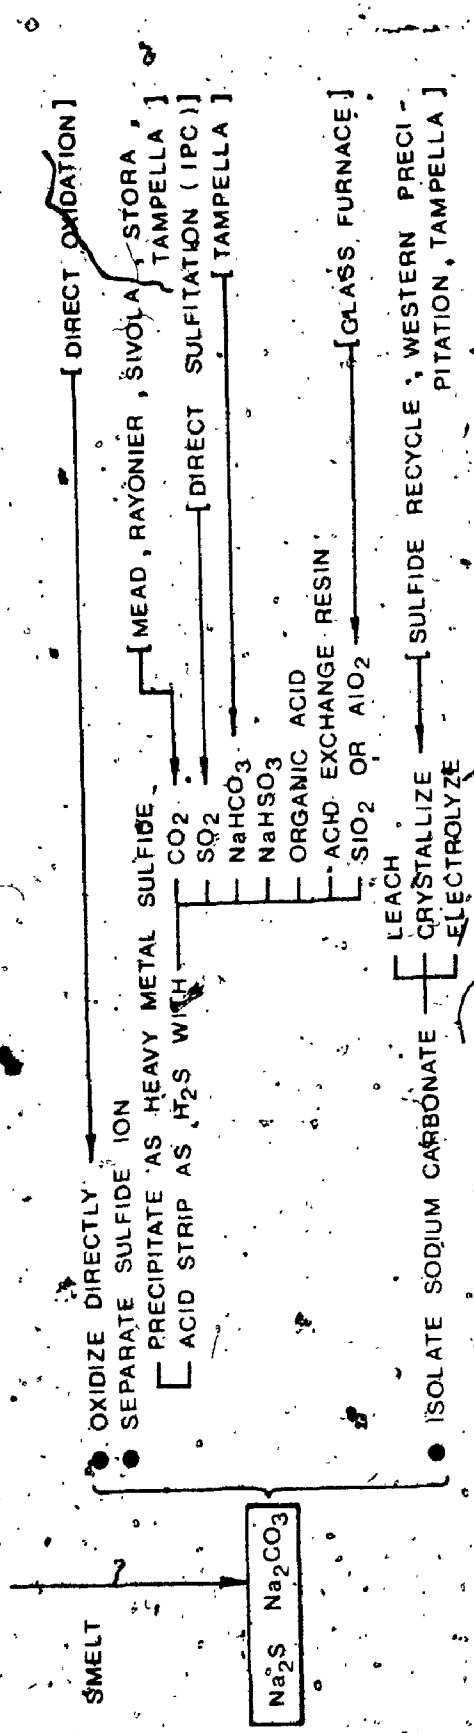 SMELT
Na2S Na2CO3
● OXIDIZE DIRECTLY [DIRECT OXIDATION]
● SEPARATE SULFIDE ION
PRECIPITATE AS HEAVY METAL SULFIDE
ACID STRIP AS H2S WITH
CO2 [MEAD, RAYONIER, SIVOLA, STORA,
TAMPELLA]
SO2 [DIRECT SULFITATION (IPC)]
NaHCO3 [TAMPELLA]
NaHSO3
ORGANIC ACID
ACID EXCHANGE RESIN
SIO2 OR AlO2 [GLASS FURNACE]
● ISOLATE SODIUM CARBONATE
LEACH
CRYSTALLIZE [SULFIDE RECYCLE, WESTERN PRECI-
PITATION, TAMPELLA]
ELECTROLYZE